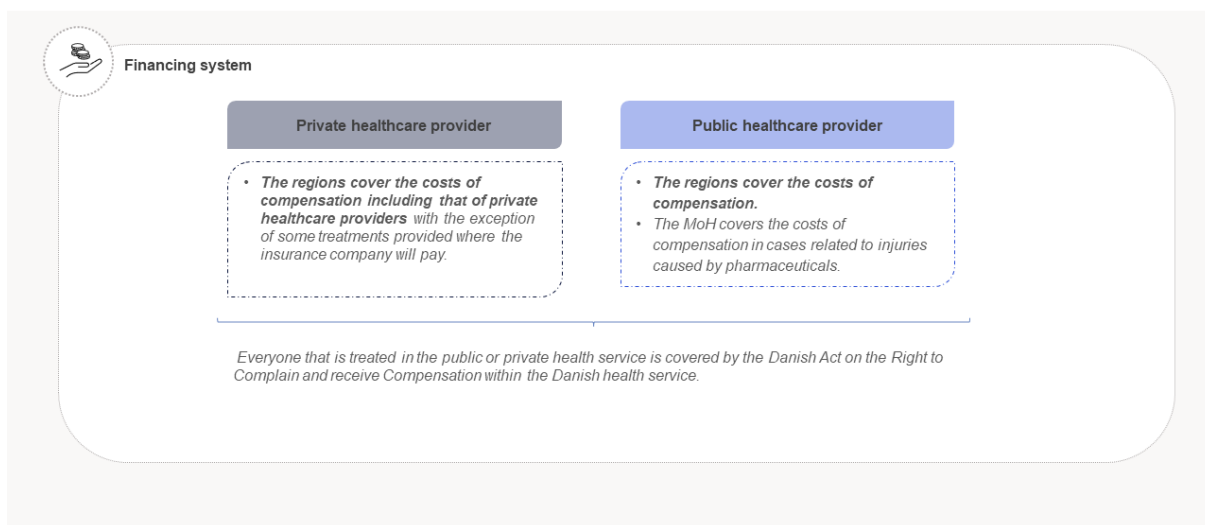 Financing system
Private healthcare provider
• The regions cover the costs of
compensation including that of private
healthcare providers with the exception
of some treatments provided where the
insurance company will pay.
Public healthcare provider
• The regions cover the costs of
compensation.
• The MoH covers the costs of
compensation in cases related to injuries
caused by pharmaceuticals.
Everyone that is treated in the public or private health service is covered by the Danish Act on the Right to
Complain and receive Compensation within the Danish health service.